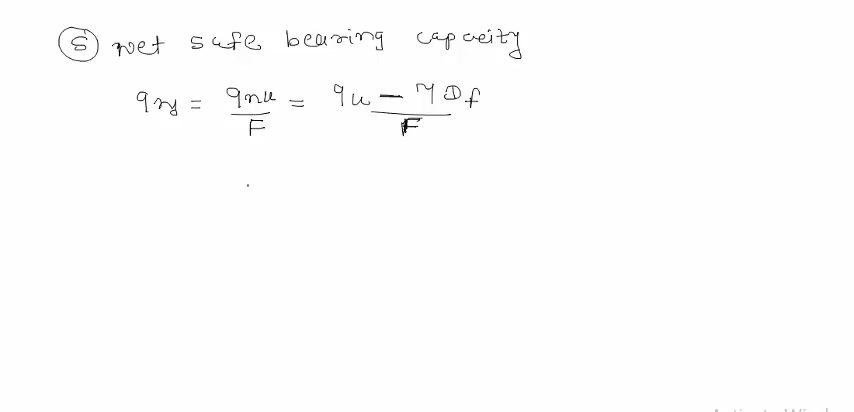 (5) net safe bearing capacity
qns = qnu/F = qu - γDf/F